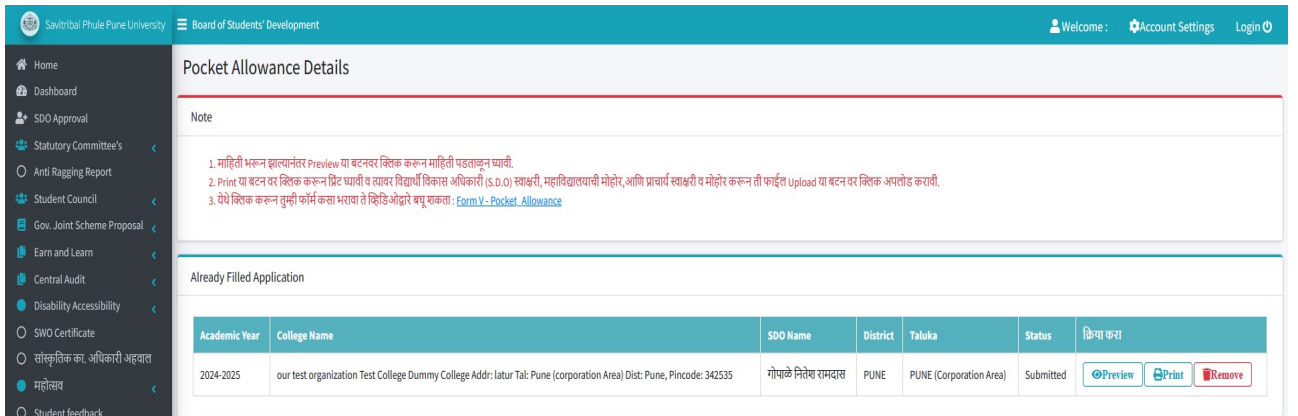 Savitribai Phule Pune University
Board of Students' Development
Welcome :
Account Settings
Login
Home
Dashboard
SDO Approval
Statutory Committee's
Anti Ragging Report
Student Council
Gov. Joint Scheme Proposal
Earn and Learn
Central Audit
Disability Accessibility
SWO Certificate
सांस्कृतिक का. अधिकारी अहवाल
महोत्सव
Student feedback
Pocket Allowance Details
Note
1. माहिती भरून झाल्यानंतर Preview या बटनवर क्लिक करून माहिती पडताळून घ्यावी.
2. Print या बटन वर क्लिक करून प्रिंट घ्यावी व त्यावर विद्यार्थी विकास अधिकारी (S.D.O) स्वाक्षरी, महाविद्यालयाची मोहोर,आणि प्राचार्य स्वाक्षरी व मोहोर करून ती फाईल Upload या बटन वर क्लिक अपलोड करावी.
3. येथे क्लिक करून तुम्ही फॉर्म कसा भरावा ते व्हिडिओद्वारे बघू शकता : Form V - Pocket_Allowance
Already Filled Application
Academic Year College Name SDO Name District Taluka Status क्रिया करा
2024-2025 our test organization Test College Dummy College Addr: latur Tal: Pune (corporation Area) Dist: Pune, Pincode: 342535 गोपाळे नितेश रामदास PUNE PUNE (Corporation Area) Submitted Preview Print Remove